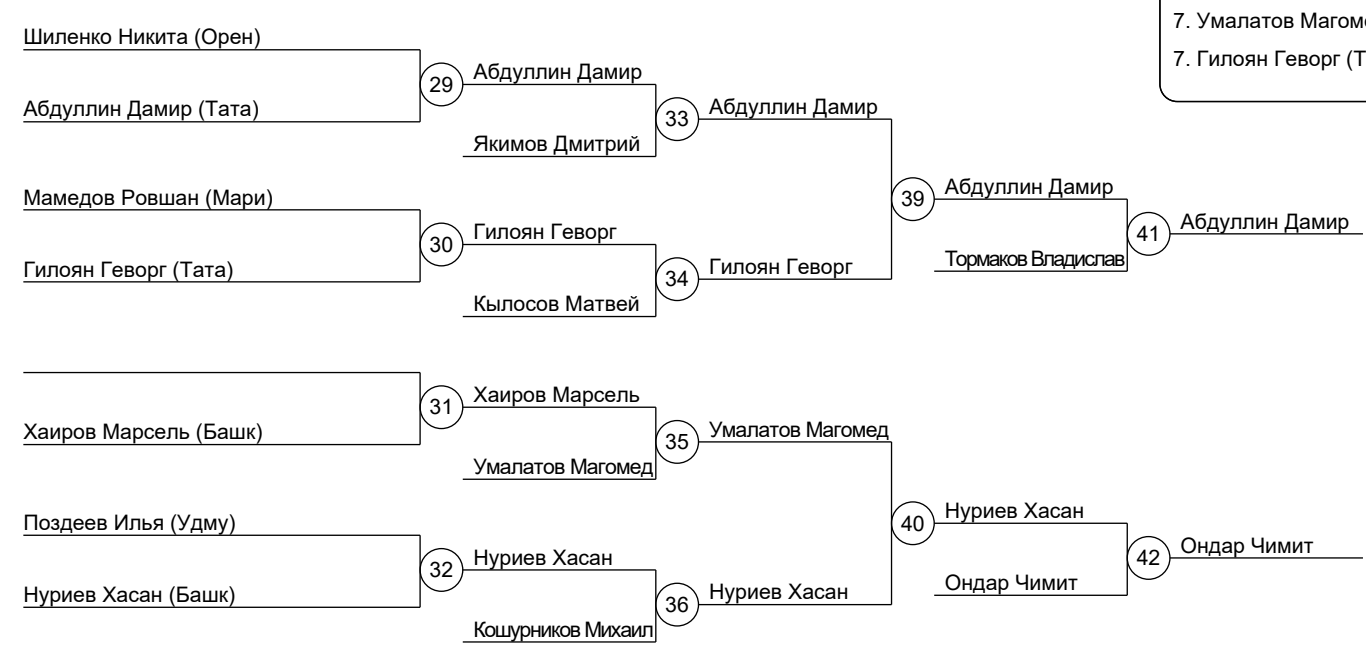 7. Умалатов Магом
7. Гилоян Геворг (Т
Шиленко Никита (Орен)
Абдуллин Дамир (Тата)
29
Абдуллин Дамир
Якимов Дмитрий
33
Абдуллин Дамир
Мамедов Ровшан (Мари)
Гилоян Геворг (Тата)
30
Гилоян Геворг
Кылосов Матвей
34
Гилоян Геворг
39
Абдуллин Дамир
Тормаков Владислав
41
Абдуллин Дамир
Хаиров Марсель (Башк)
31
Хаиров Марсель
Умалатов Магомед
35
Умалатов Магомед
Поздеев Илья (Удму)
Нуриев Хасан (Башк)
32
Нуриев Хасан
Кошурников Михаил
36
Нуриев Хасан
40
Нуриев Хасан
Ондар Чимит
42
Ондар Чимит